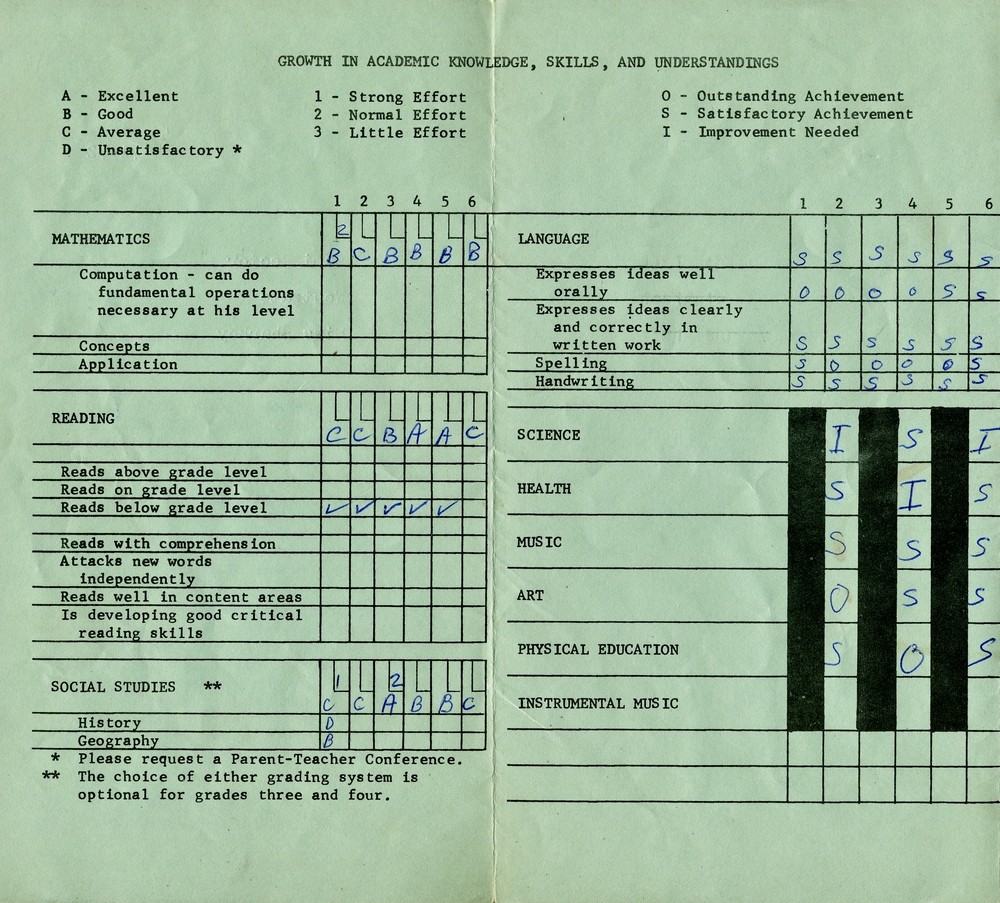 GROWTH IN ACADEMIC KNOWLEDGE, SKILLS, AND UNDERSTANDINGS
A - Excellent
B - Good
C - Average
D - Unsatisfactory *
1 - Strong Effort
2 - Normal Effort
3 - Little Effort
O - Outstanding Achievement
S - Satisfactory Achievement
I - Improvement Needed
1 2 3 4 5 6
2
MATHEMATICS B C B B B B
Computation - can do
fundamental operations
necessary at his level
Concepts
Application
READING C C B A A C
Reads above grade level
Reads on grade level
Reads below grade level ✓ ✓ ✓ ✓ ✓
Reads with comprehension
Attacks new words
independently
Reads well in content areas
Is developing good critical
reading skills
1 2
SOCIAL STUDIES ** C C A B B C
History D
Geography B
* Please request a Parent-Teacher Conference.
** The choice of either grading system is
optional for grades three and four.
1 2 3 4 5 6
LANGUAGE S S S S S S
Expresses ideas well
orally O O O O S S
Expresses ideas clearly
and correctly in
written work S S S S S S
Spelling S O O O O S
Handwriting S S S S S S
SCIENCE I S I
HEALTH S I S
MUSIC S S S
ART O S S
PHYSICAL EDUCATION S O S
INSTRUMENTAL MUSIC